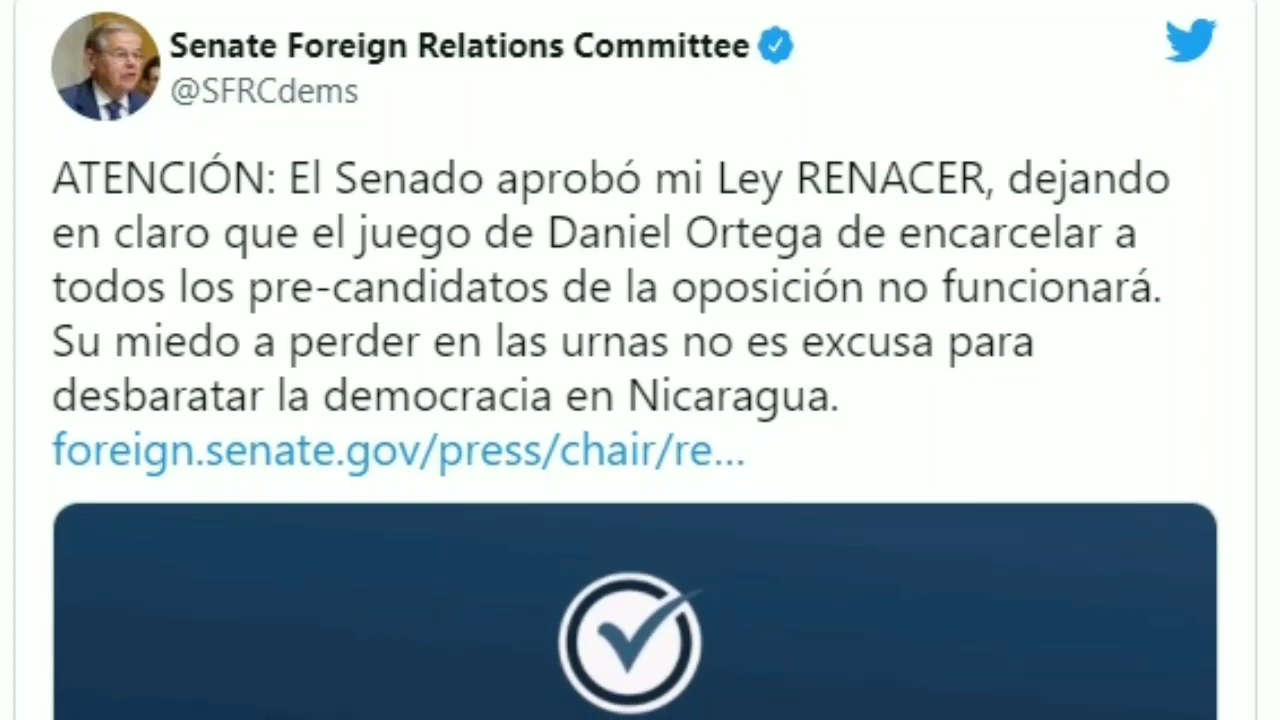 Senate Foreign Relations Committee
@SFRCdems
ATENCIÓN: El Senado aprobó mi Ley RENACER, dejando
en claro que el juego de Daniel Ortega de encarcelar a
todos los pre-candidatos de la oposición no funcionará.
Su miedo a perder en las urnas no es excusa para
desbaratar la democracia en Nicaragua.
foreign.senate.gov/press/chair/re...